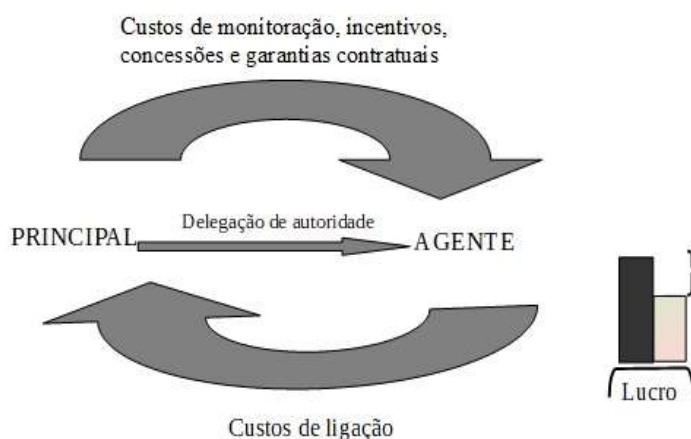 Custos de monitoração, incentivos,
concessões e garantias contratuais
Delegação de autoridade
PRINCIPAL
AGENTE
Lucro
Custos de ligação